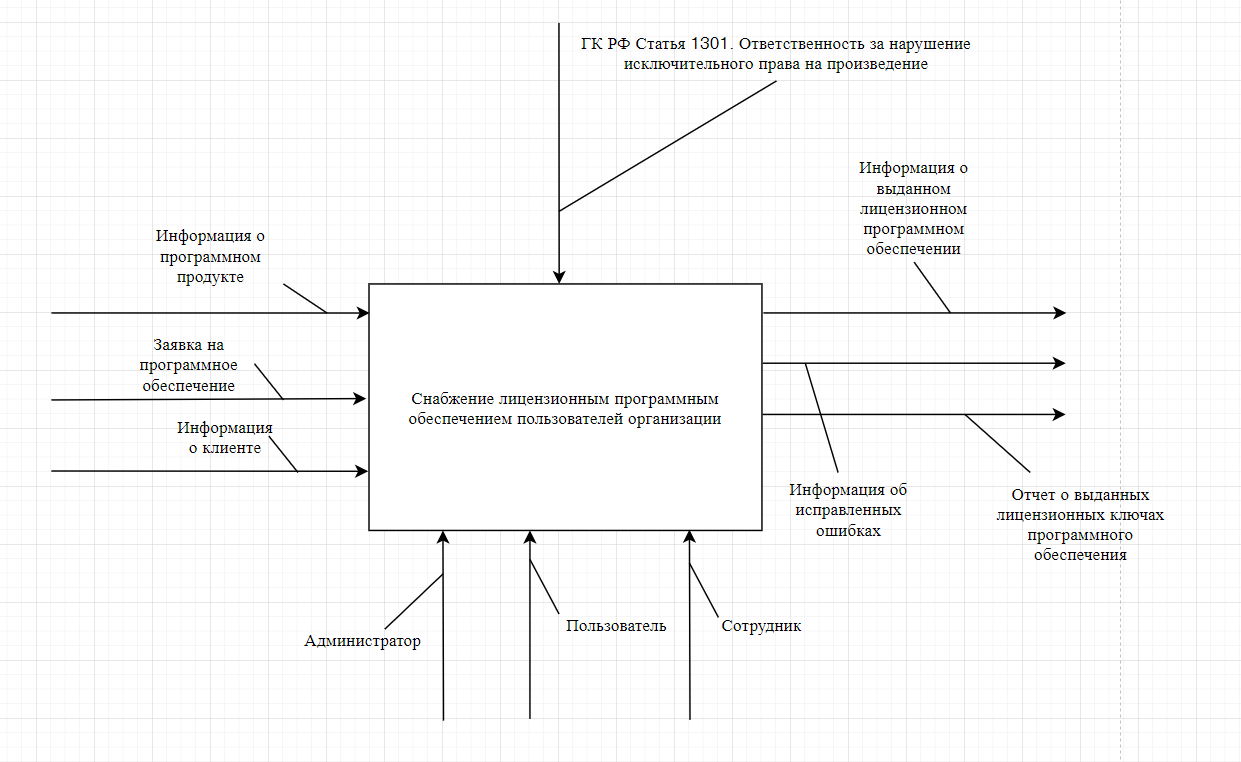 ГК РФ Статья 1301. Ответственность за нарушение
исключительного права на произведение
Информация о
выданном
лицензионном
программном
обеспечении
Информация о
программном
продукте
Заявка на
программное
обеспечение
Информация
о клиенте
Снабжение лицензионным программным
обеспечением пользователей организации
Информация об
исправленных
ошибках
Отчет о выданных
лицензионных ключах
программного
обеспечения
Администратор
Пользователь
Сотрудник